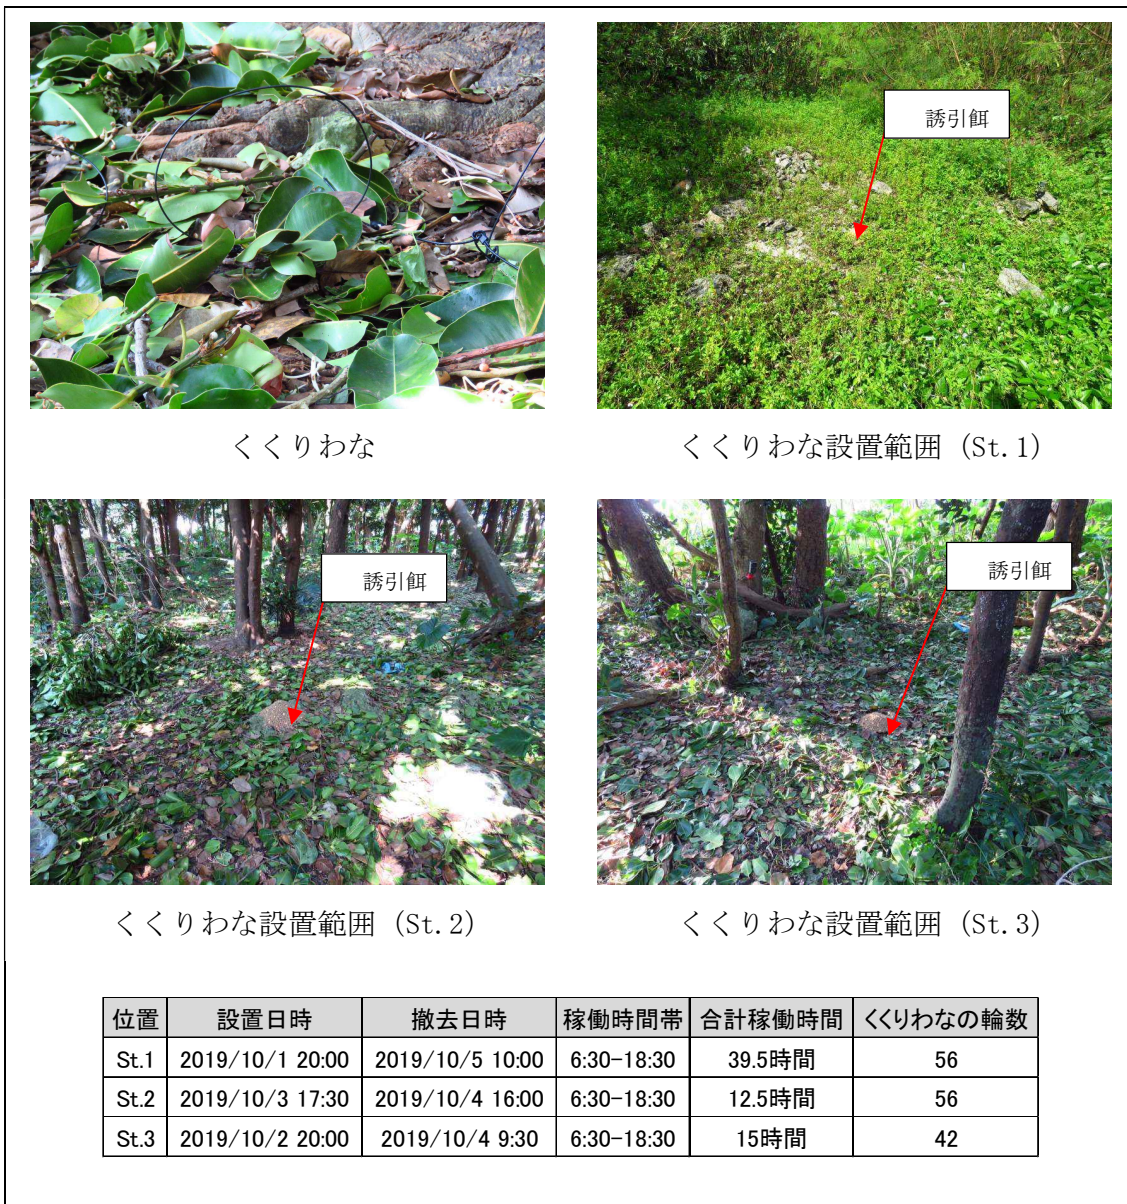 誘引餌
くくりわな
くくりわな設置範囲 (St.1)
誘引餌
誘引餌
くくりわな設置範囲 (St.2)
くくりわな設置範囲 (St.3)
位置 設置日時 撤去日時 稼働時間帯 合計稼働時間 くくりわなの輪数
St.1 2019/10/1 20:00 2019/10/5 10:00 6:30-18:30 39.5時間 56
St.2 2019/10/3 17:30 2019/10/4 16:00 6:30-18:30 12.5時間 56
St.3 2019/10/2 20:00 2019/10/4 9:30 6:30-18:30 15時間 42